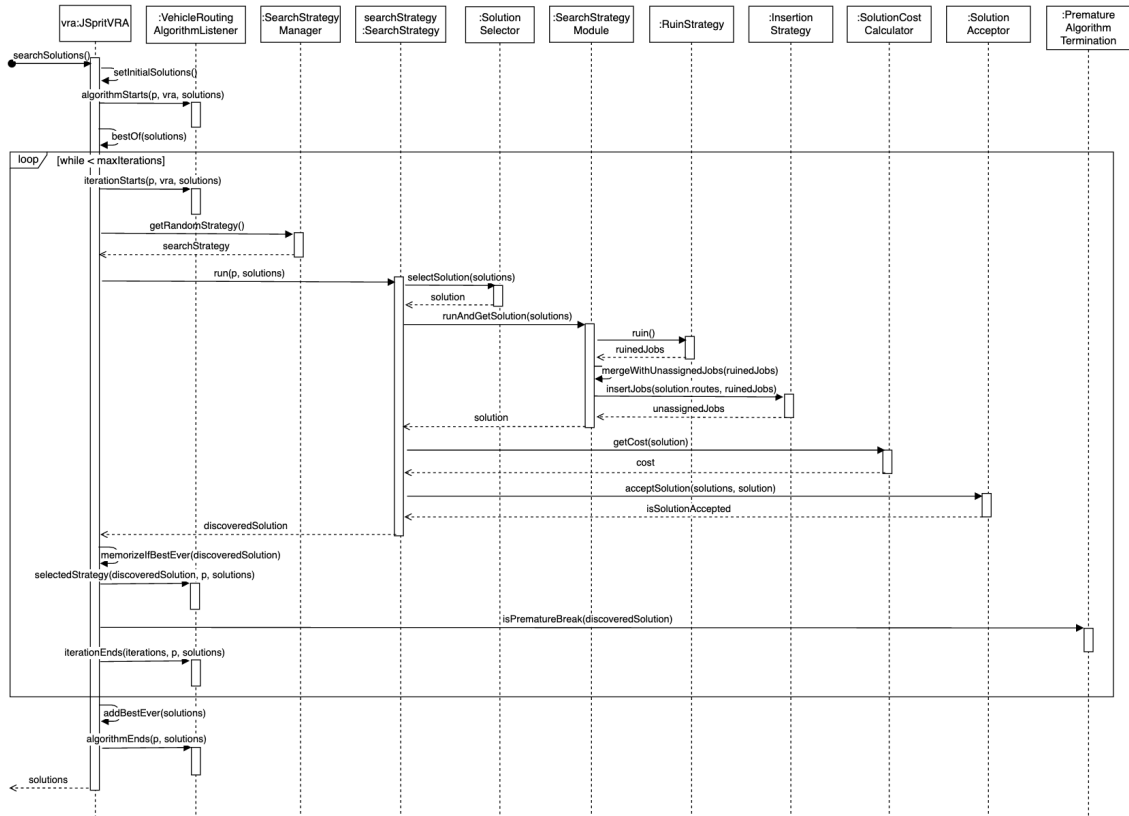 vra:JSpritVRA
:VehicleRouting
AlgorithmListener
:SearchStrategy
Manager
searchStrategy
:SearchStrategy
:Solution
Selector
:SearchStrategy
Module
:RuinStrategy
:Insertion
Strategy
:SolutionCost
Calculator
:Solution
Acceptor
:Premature
Algorithm
Termination
searchSolutions()
setInitialSolutions()
algorithmStarts(p, vra, solutions)
bestOf(solutions)
loop [while < maxIterations]
iterationStarts(p, vra, solutions)
getRandomStrategy()
searchStrategy
run(p, solutions)
selectSolution(solutions)
solution
runAndGetSolution(solutions)
ruin()
ruinedJobs
mergeWithUnassignedJobs(ruinedJobs)
insertJobs(solution.routes, ruinedJobs)
unassignedJobs
solution
getCost(solution)
cost
acceptSolution(solutions, solution)
isSolutionAccepted
discoveredSolution
memorizeIfBestEver(discoveredSolution)
selectedStrategy(discoveredSolution, p, solutions)
isPrematureBreak(discoveredSolution)
iterationEnds(iterations, p, solutions)
addBestEver(solutions)
algorithmEnds(p, solutions)
solutions